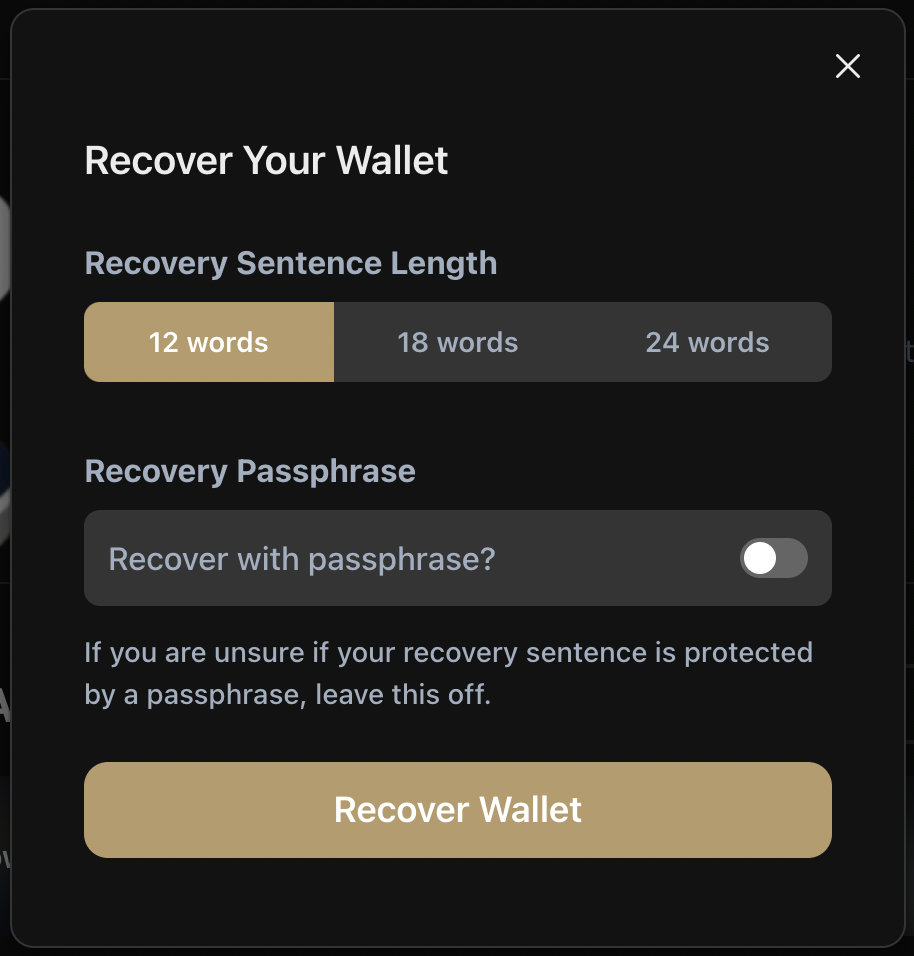 Recover Your Wallet
Recovery Sentence Length
12 words
18 words
24 words
Recovery Passphrase
Recover with passphrase?
If you are unsure if your recovery sentence is protected
by a passphrase, leave this off.
Recover Wallet